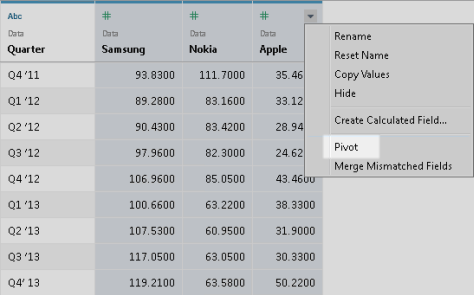 Abc # # #
Data Data Data Data
Quarter Samsung Nokia Apple
Q4 '11 93.8300 111.7000 35.46
Q1 '12 89.2800 83.1600 33.12
Q2 '12 90.4300 83.4200 28.94
Q3 '12 97.9600 82.3000 24.62
Q4 '12 106.9600 85.0500 43.4600
Q1 '13 100.6600 63.2200 38.3300
Q2 '13 107.5300 60.9500 31.9000
Q3 '13 117.0500 63.0500 30.3300
Q4' 13 119.2100 63.5800 50.2200
Rename
Reset Name
Copy Values
Hide
Create Calculated Field...
Pivot
Merge Mismatched Fields